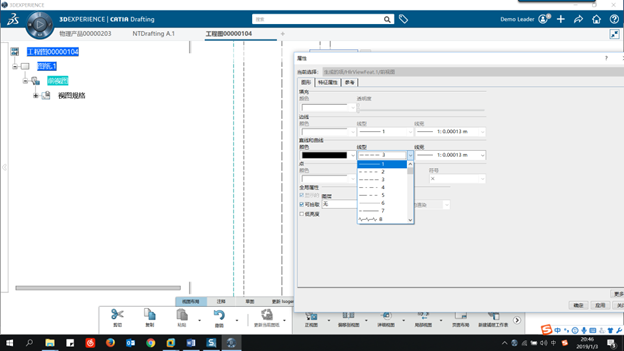 3DEXPERIENCE | CATIA Drafting
搜索
Demo Leader
物理产品00000203
NTDrafting A.1
工程图00000104
工程图00000104
图纸.1
视图规格
属性
当前选择:
图形
特征属性
参考
填充
颜色
透明度
边线
颜色
线型
线宽
1
1: 0.00013 m
直线和曲线
颜色
线型
线宽
3
1: 0.00013 m
1
2
3
4
5
6
7
8
点
颜色
符号
全局属性
可拾取
图层
无
低亮度
更多
确定
应用
关闭
视图布局
注释
草图
剪切
复制
粘贴
撤销
更新当前图纸
正视图
偏移剖视图
详细视图
局部视图
页面布局
新建建破工作表
中
20:46
2019/1/3